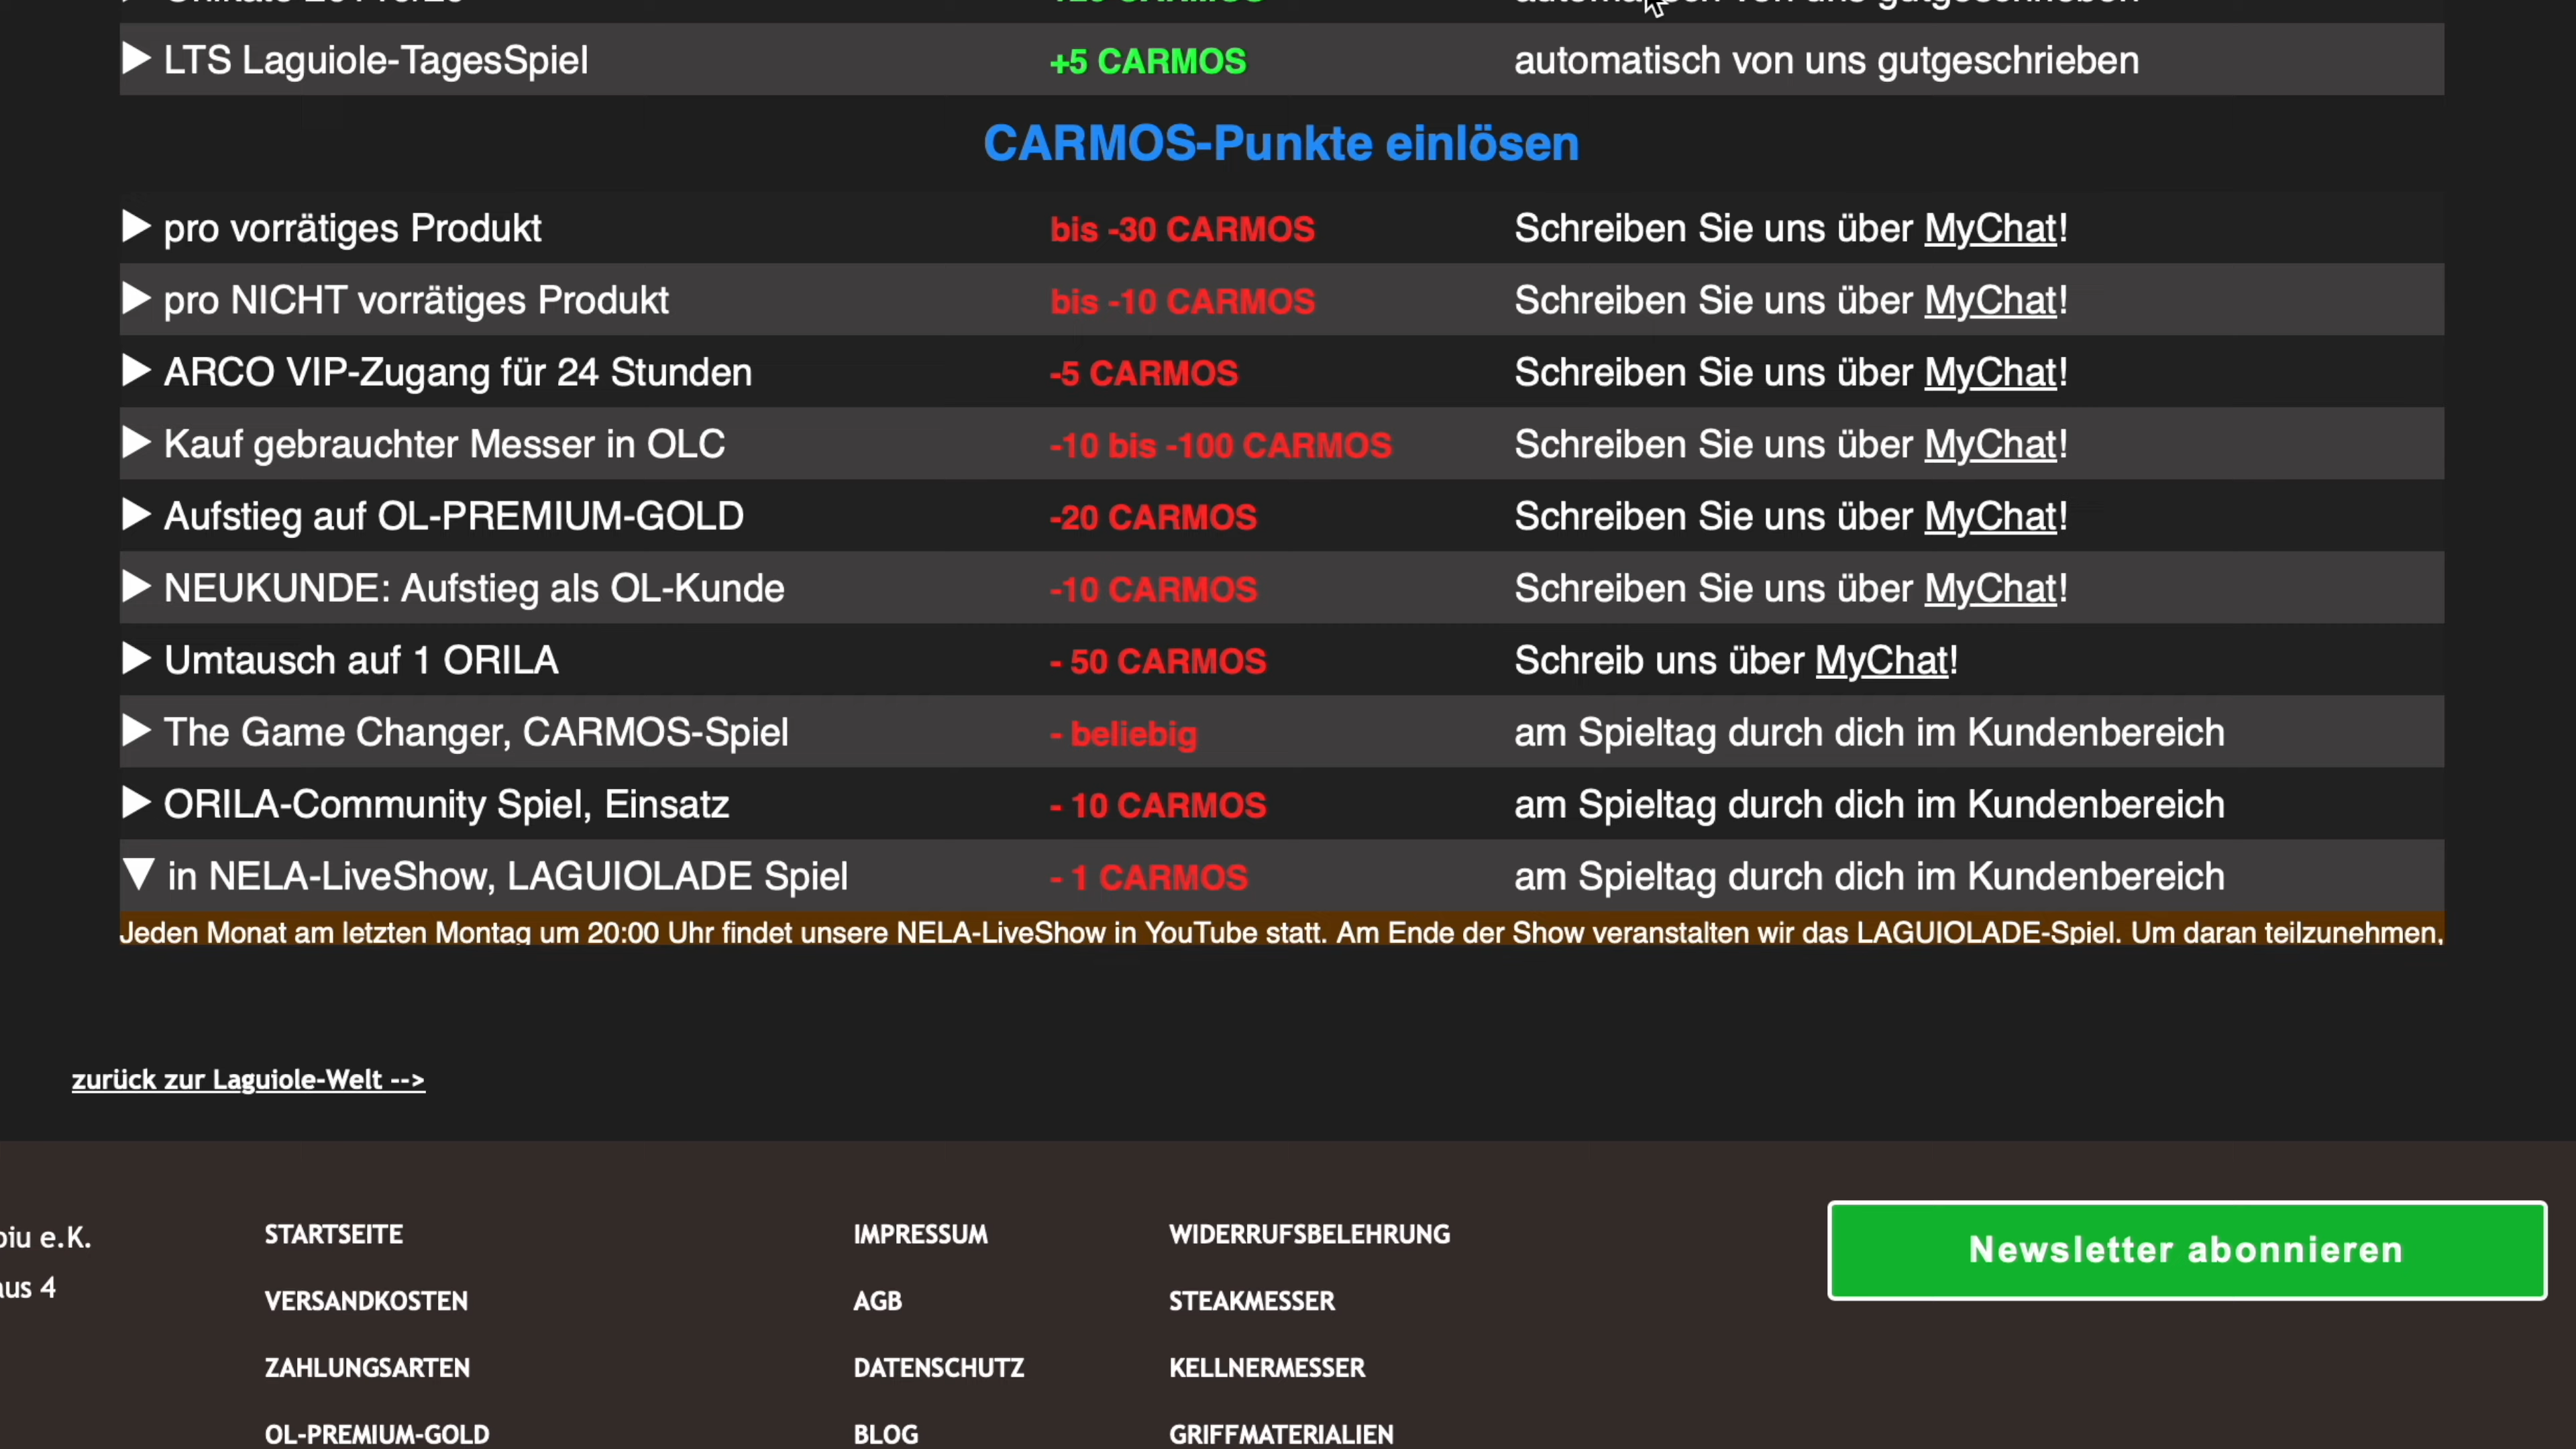 LTS Laguiole-TagesSpiel +5 CARMOS automatisch von uns gutgeschrieben
CARMOS-Punkte einlösen
pro vorrätiges Produkt bis -30 CARMOS Schreiben Sie uns über MyChat!
pro NICHT vorrätiges Produkt bis -10 CARMOS Schreiben Sie uns über MyChat!
ARCO VIP-Zugang für 24 Stunden -5 CARMOS Schreiben Sie uns über MyChat!
Kauf gebrauchter Messer in OLC -10 bis -100 CARMOS Schreiben Sie uns über MyChat!
Aufstieg auf OL-PREMIUM-GOLD -20 CARMOS Schreiben Sie uns über MyChat!
NEUKUNDE: Aufstieg als OL-Kunde -10 CARMOS Schreiben Sie uns über MyChat!
Umtausch auf 1 ORILA - 50 CARMOS Schreib uns über MyChat!
The Game Changer, CARMOS-Spiel - beliebig am Spieltag durch dich im Kundenbereich
ORILA-Community Spiel, Einsatz - 10 CARMOS am Spieltag durch dich im Kundenbereich
in NELA-LiveShow, LAGUIOLADE Spiel - 1 CARMOS am Spieltag durch dich im Kundenbereich
Jeden Monat am letzten Montag um 20:00 Uhr findet unsere NELA-LiveShow in YouTube statt. Am Ende der Show veranstalten wir das LAGUIOLADE-Spiel. Um daran teilzunehmen,
zurück zur Laguiole-Welt -->
e.K.
4
STARTSEITE
VERSANDKOSTEN
ZAHLUNGSARTEN
OL-PREMIUM-GOLD
IMPRESSUM
AGB
DATENSCHUTZ
BLOG
WIDERRUFSBELEHRUNG
STEAKMESSER
KELLNERMESSER
GRIFFMATERIALIEN
Newsletter abonnieren